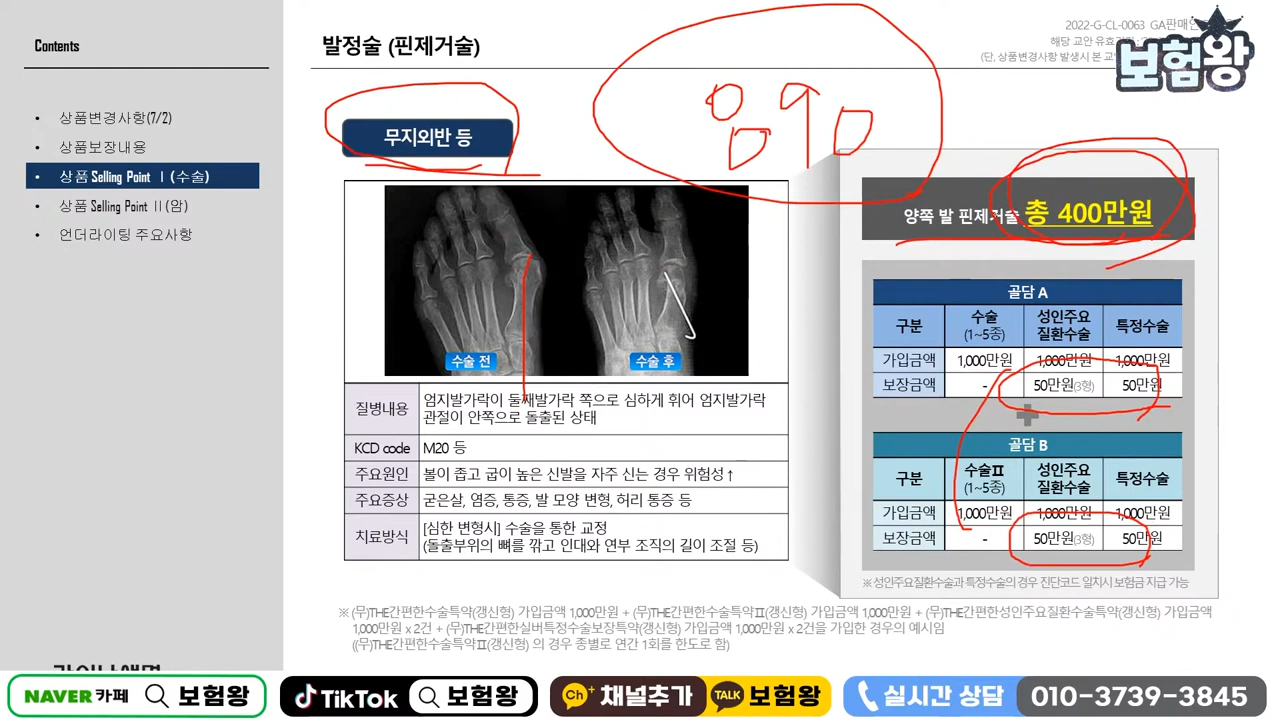 Contents
상품변경사항(7/2)
상품보장내용
상품 Selling Point Ⅰ (수술)
상품 Selling Point Ⅱ (암)
언더라이팅 주요사항
발정술 (핀제거술)
2022-G-CL-0063 GA판매인
해당 교안 유효기간 :
(단, 상품변경사항 발생시 본 교
보험왕
무지외반 등
수술 전
수술 후
질병내용 엄지발가락이 둘째발가락 쪽으로 심하게 휘어 엄지발가락
관절이 안쪽으로 돌출된 상태
KCD code M20 등
주요원인 볼이 좁고 굽이 높은 신발을 자주 신는 경우 위험성↑
주요증상 굳은살, 염증, 통증, 발 모양 변형, 허리 통증 등
치료방식 [심한 변형시] 수술을 통한 교정
(돌출부위의 뼈를 깎고 인대와 연부 조직의 길이 조절 등)
양쪽 발 핀제거술 총 400만원
골담 A
구분 수술 (1~5종) 성인주요 질환수술 특정수술
가입금액 1,000만원 1,000만원 1,000만원
보장금액 - 50만원(3형) 50만원
골담 B
구분 수술Ⅱ (1~5종) 성인주요 질환수술 특정수술
가입금액 1,000만원 1,000만원 1,000만원
보장금액 - 50만원(3형) 50만원
※ 성인주요질환수술과 특정수술의 경우 진단코드 일치시 보험금 지급 가능
※ (무)THE간편한수술특약(갱신형) 가입금액 1,000만원 + (무)THE간편한수술특약Ⅱ(갱신형) 가입금액 1,000만원 + (무)THE간편한성인주요질환수술특약(갱신형) 가입금액
1,000만원 x 2건 + (무)THE간편한실버특정수술보장특약(갱신형) 가입금액 1,000만원 x 2건을 가입한 경우의 예시임
((무)THE간편한수술특약Ⅱ(갱신형) 의 경우 종별로 연간 1회를 한도로 함)
NAVER 카페 보험왕
TikTok 보험왕
Ch+ 채널추가
TALK 보험왕
실시간 상담 010-3739-3845